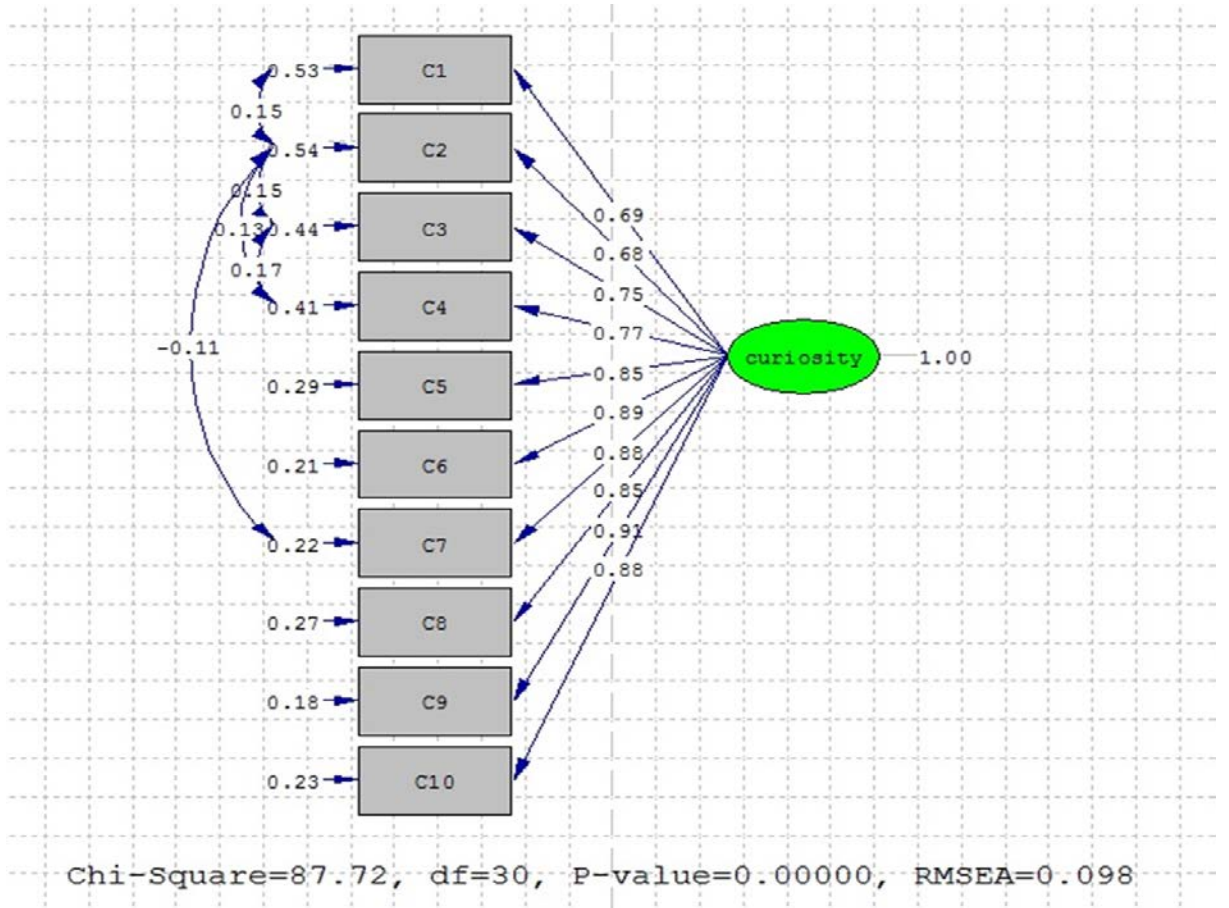 0.53 C1
0.15
0.54 C2
0.15
0.13 0.44 C3
0.17
0.41 C4
-0.11
0.29 C5
0.21 C6
0.22 C7
0.27 C8
0.18 C9
0.23 C10
0.69
0.68
0.75
0.77
0.85
0.89
0.88
0.85
0.91
0.88
curiosity 1.00
Chi-Square=87.72, df=30, P-value=0.00000, RMSEA=0.098